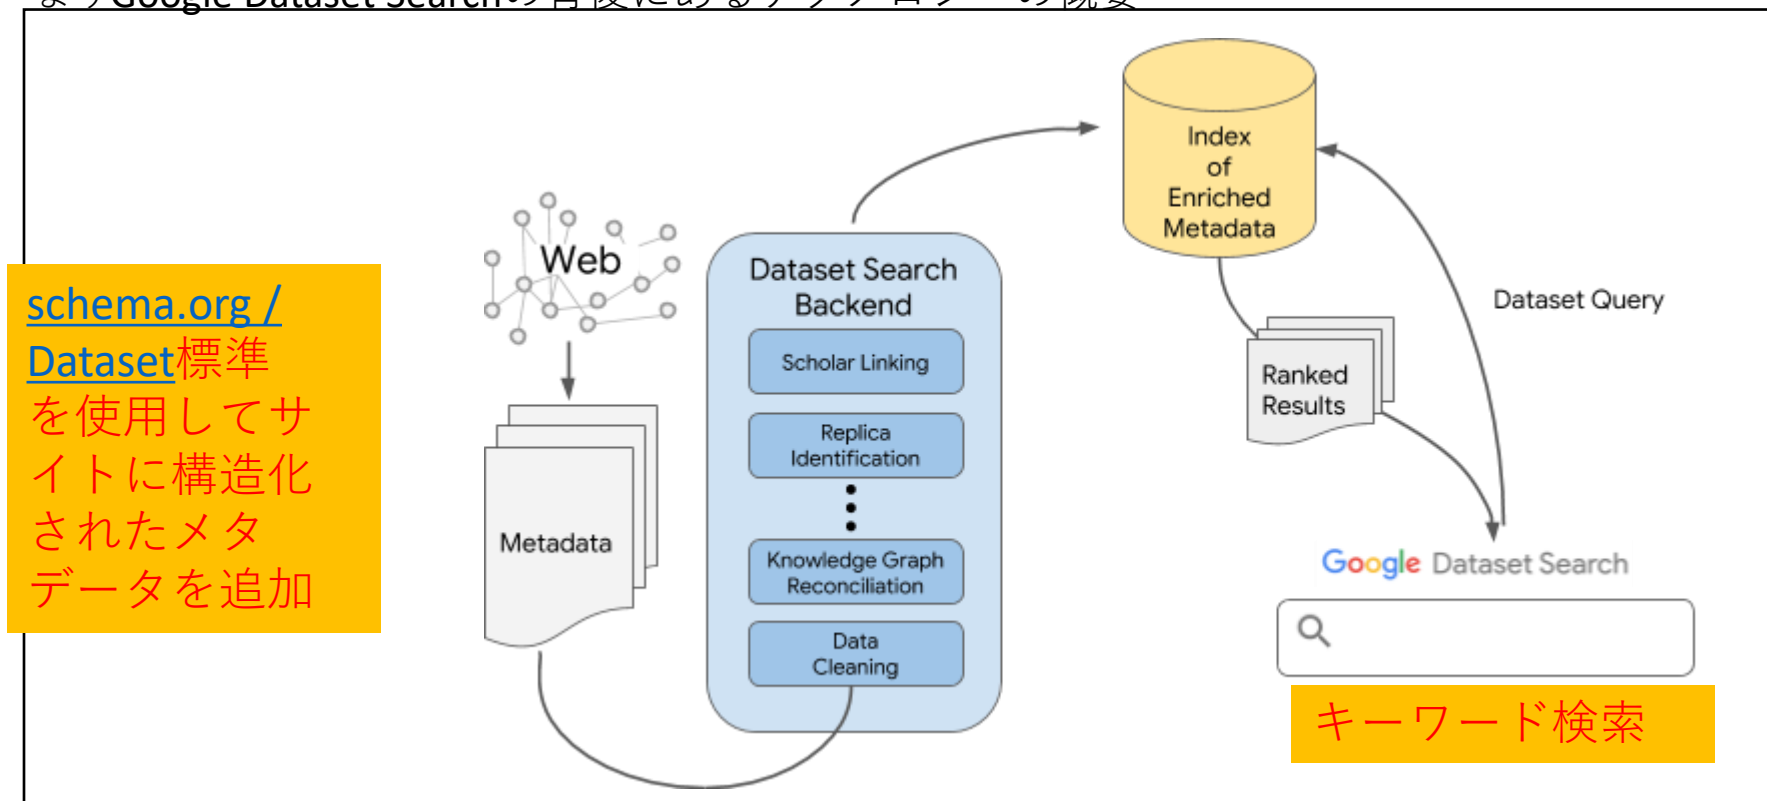 Google Dataset Search
schema.org /
Dataset標準
を使用してサ
イトに構造化
されたメタ
データを追加
Web
Metadata
Dataset Search
Backend
Scholar Linking
Replica
Identification
Knowledge Graph
Reconciliation
Data
Cleaning
Index
of
Enriched
Metadata
Dataset Query
Ranked
Results
Google Dataset Search
キーワード検索